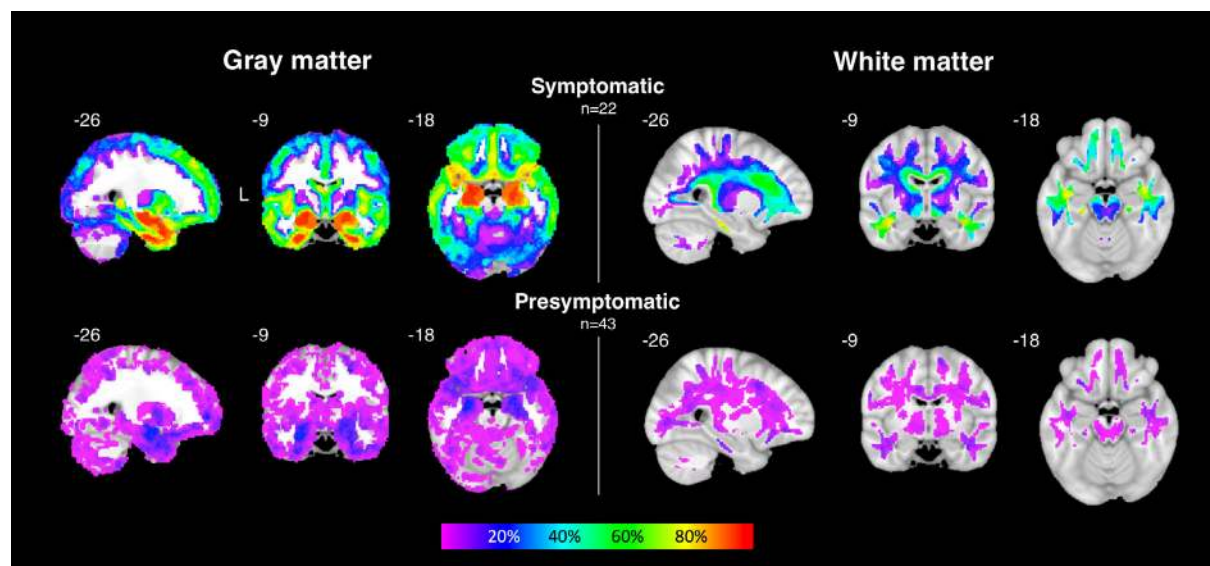 Gray matter
White matter
Symptomatic
n=22
-26
-9
-18
-26
-9
-18
L
Presymptomatic
n=43
-26
-9
-18
-26
-9
-18
20% 40% 60% 80%